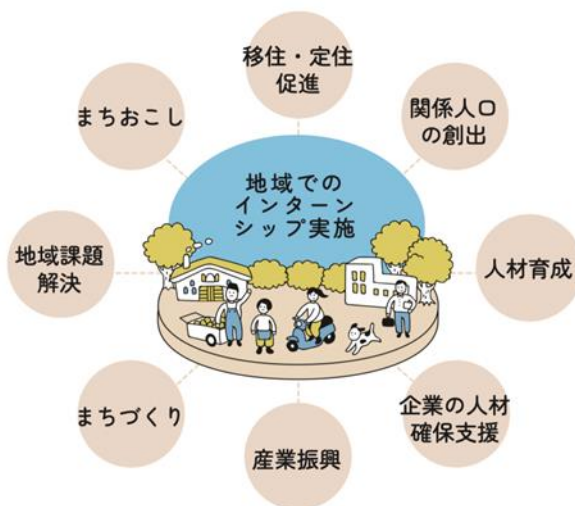 移住・定住
促進
関係人口
の創出
人材育成
企業の人材
確保支援
産業振興
まちづくり
地域課題
解決
まちおこし
地域での
インターン
シップ実施